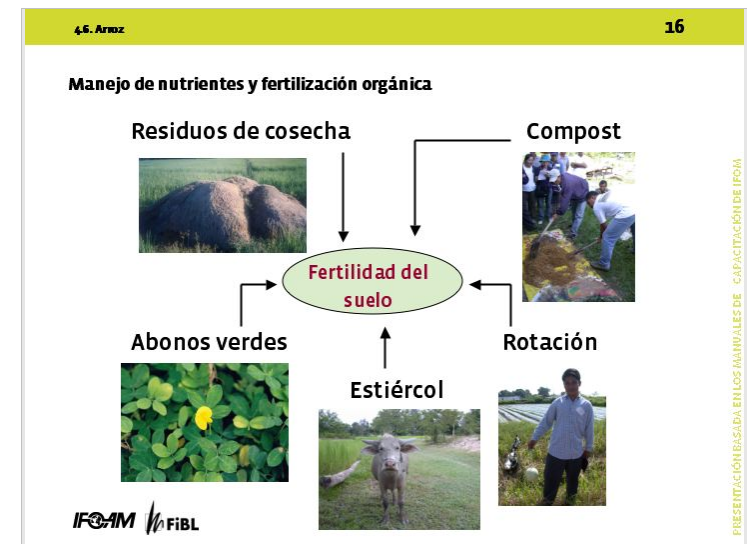 4.6. Arroz
16
Manejo de nutrientes y fertilización orgánica
Residuos de cosecha
Compost
Fertilidad del
suelo
Abonos verdes
Rotación
Estiércol
IFOAM FiBL
PRESENTACIÓN BASADA EN LOS MANUALES DE CAPACITACIÓN DE IFOM